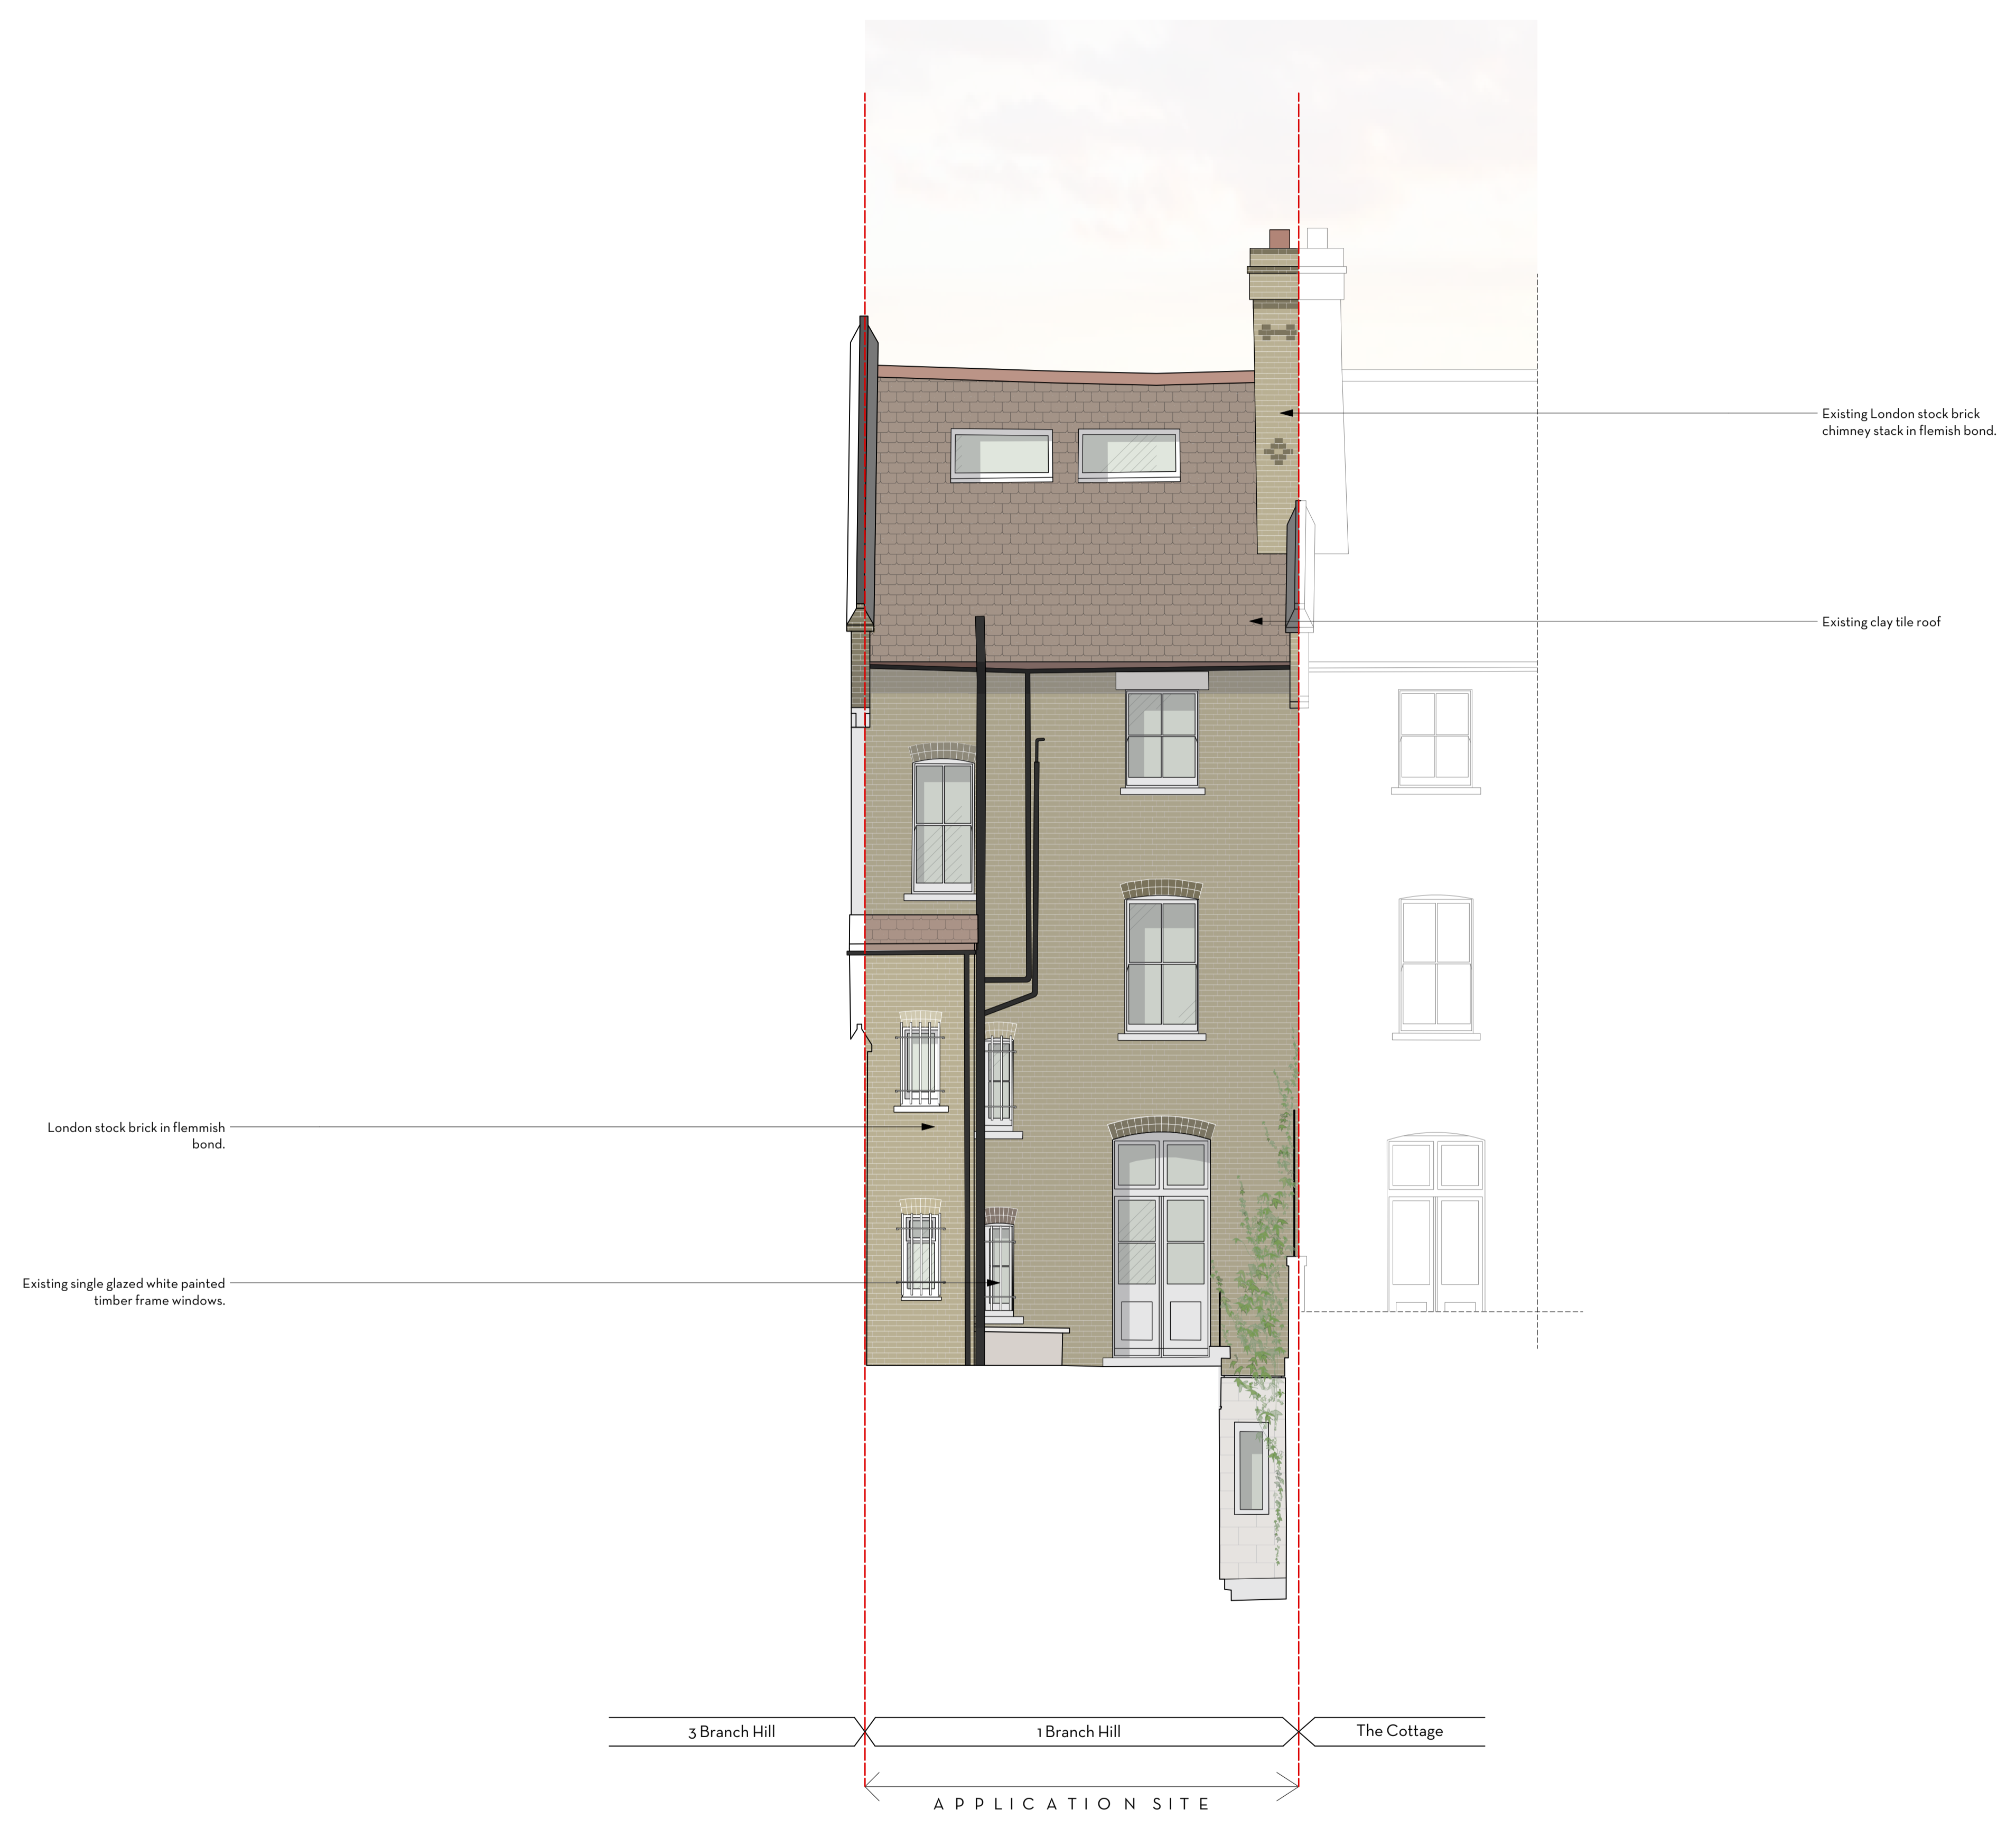 Existing London stock brick
chimney stack in flemish bond.
Existing clay tile roof
London stock brick in flemmish
bond.
Existing single glazed white painted
timber frame windows.
3 Branch Hill
1 Branch Hill
The Cottage
APPLICATION SITE